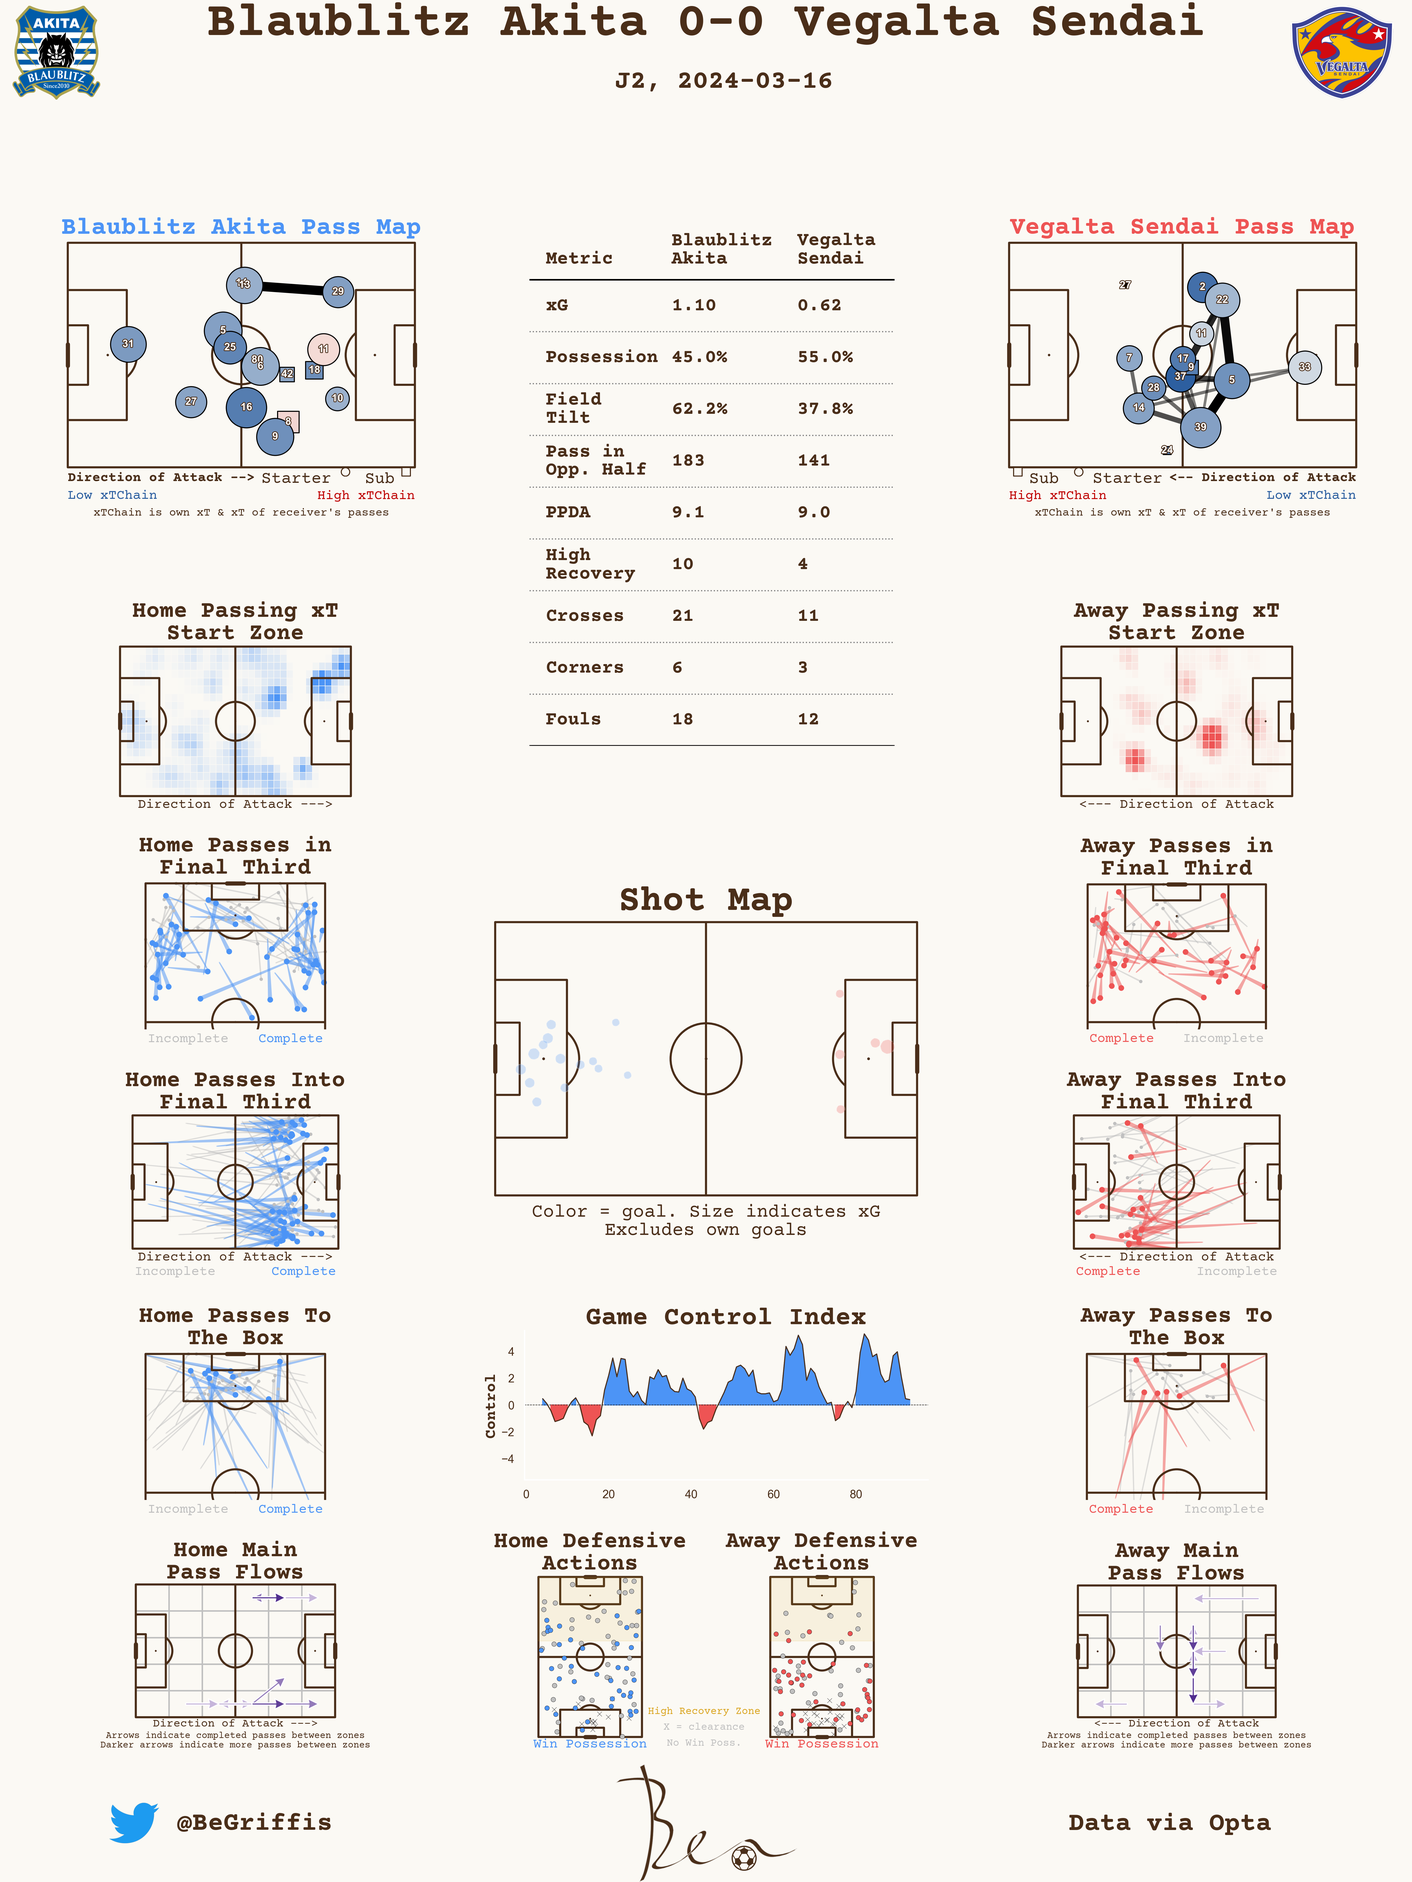 Blaublitz Akita 0-0 Vegalta Sendai
J2, 2024-03-16
AKITA
BLAUBLITZ
Since2010
VEGALTA
SENDAI
Blaublitz Akita Pass Map
31
5
25
80
6
13
29
11
18
42
27
16
10
8
9
Direction of Attack --> Starter Sub
Low xTChain High xTChain
xTChain is own xT & xT of receiver's passes
Metric Blaublitz Akita Vegalta Sendai
xG 1.10 0.62
Possession 45.0% 55.0%
Field Tilt 62.2% 37.8%
Pass in Opp. Half 183 141
PPDA 9.1 9.0
High Recovery 10 4
Crosses 21 11
Corners 6 3
Fouls 18 12
Vegalta Sendai Pass Map
27
2
22
11
7
17
9
37
28
5
33
14
39
24
Sub Starter <-- Direction of Attack
High xTChain Low xTChain
xTChain is own xT & xT of receiver's passes
Home Passing xT
Start Zone
Direction of Attack --->
Away Passing xT
Start Zone
<--- Direction of Attack
Home Passes in
Final Third
Incomplete Complete
Away Passes in
Final Third
Complete Incomplete
Shot Map
Color = goal. Size indicates xG
Excludes own goals
Home Passes Into
Final Third
Direction of Attack --->
Incomplete Complete
Away Passes Into
Final Third
<--- Direction of Attack
Complete Incomplete
Home Passes To
The Box
Incomplete Complete
Game Control Index
Control
4
2
0
−2
−4
0 20 40 60 80
Away Passes To
The Box
Complete Incomplete
Home Main
Pass Flows
Direction of Attack --->
Arrows indicate completed passes between zones
Darker arrows indicate more passes between zones
Home Defensive
Actions
Win Possession
Away Defensive
Actions
Win Possession
High Recovery Zone
X = clearance
No Win Poss.
Away Main
Pass Flows
<--- Direction of Attack
Arrows indicate completed passes between zones
Darker arrows indicate more passes between zones
@BeGriffis
Ben
Data via Opta